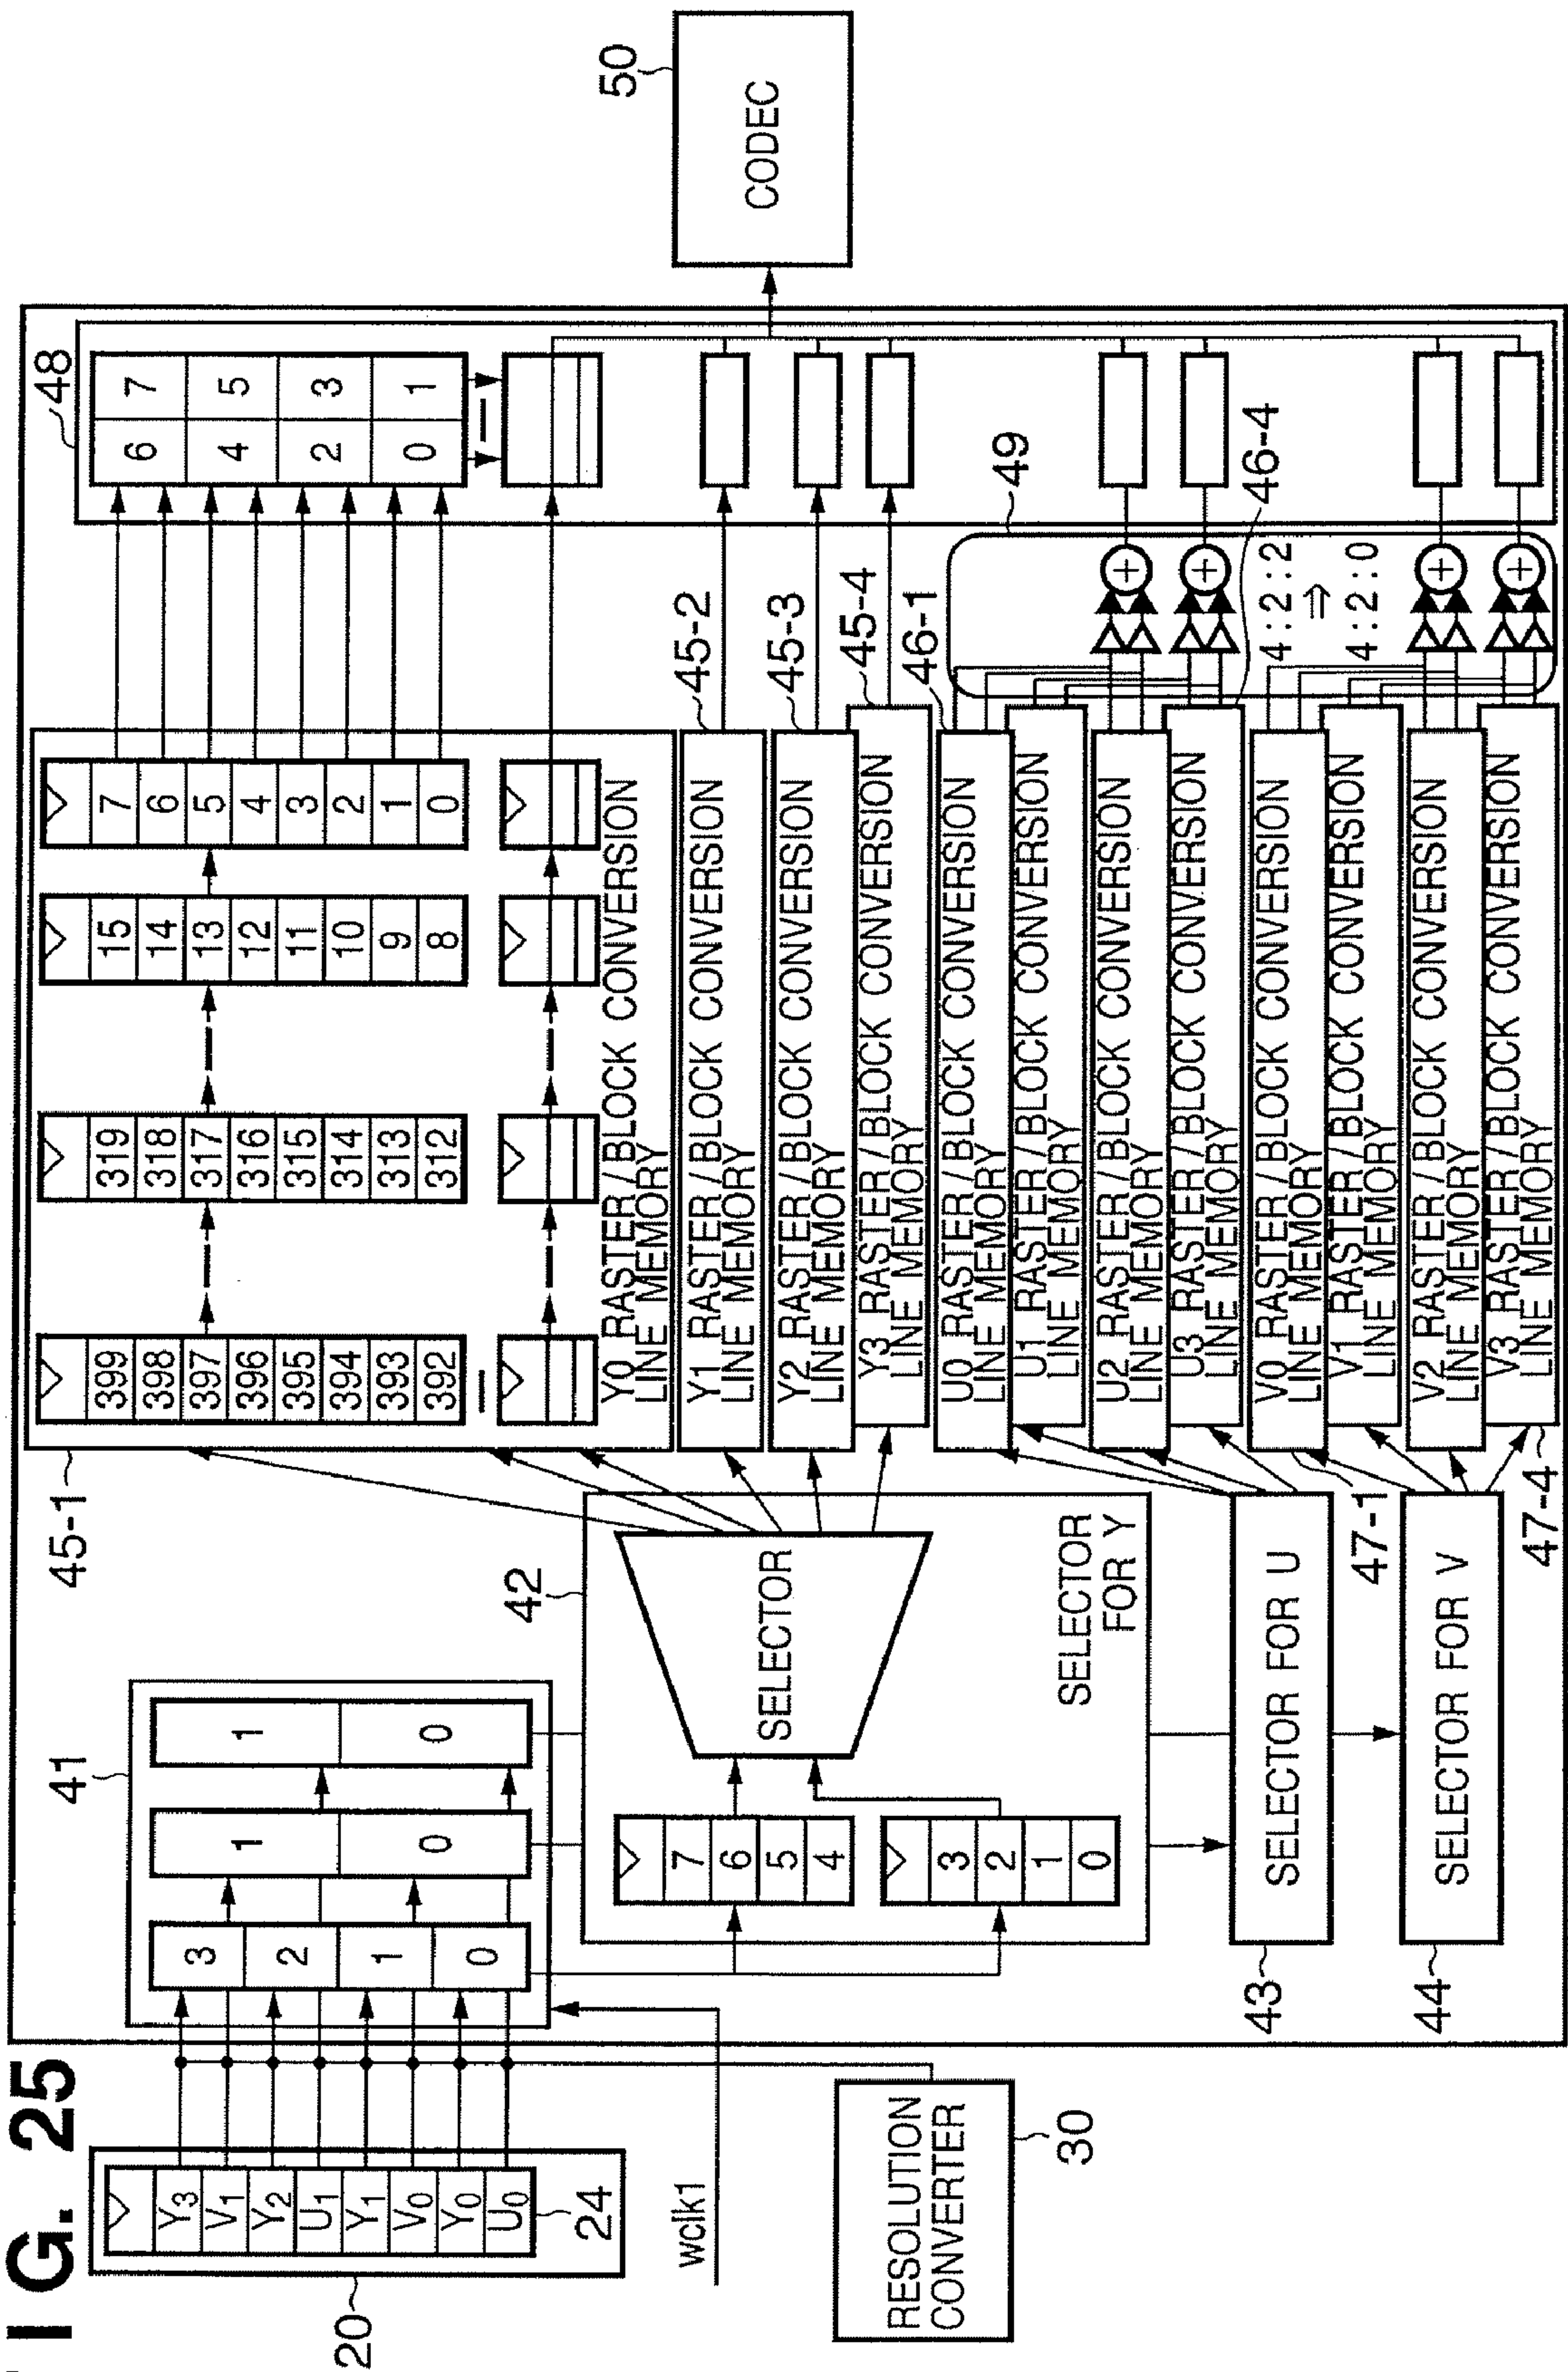 I G. 25
20
Y3
V1
Y2
U1
Y1
V0
Y0
U0
24
wclk1
RESOLUTION
CONVERTER
30
41
3
2
1
0
1
0
1
0
42
7
6
5
4
3
2
1
0
SELECTOR
SELECTOR
FOR Y
SELECTOR FOR U
43
SELECTOR FOR V
44
45-1
399
398
397
396
395
394
393
392
319
318
317
316
315
314
313
312
15
14
13
12
11
10
9
8
7
6
5
4
3
2
1
0
Y0 RASTER/BLOCK CONVERSION
LINE MEMORY
Y1 RASTER/BLOCK CONVERSION
LINE MEMORY
45-2
Y2 RASTER/BLOCK CONVERSION
LINE MEMORY
45-3
Y3 RASTER/BLOCK CONVERSION
LINE MEMORY
45-4
U0 RASTER/BLOCK CONVERSION
LINE MEMORY
46-1
U1 RASTER/BLOCK CONVERSION
LINE MEMORY
U2 RASTER/BLOCK CONVERSION
LINE MEMORY
U3 RASTER/BLOCK CONVERSION
LINE MEMORY
46-4
V0 RASTER/BLOCK CONVERSION
LINE MEMORY
47-1
V1 RASTER/BLOCK CONVERSION
LINE MEMORY
V2 RASTER/BLOCK CONVERSION
LINE MEMORY
V3 RASTER/BLOCK CONVERSION
LINE MEMORY
47-4
48
6 7
4 5
2 3
0 1
49
4:2:2
⇒
4:2:0
50
CODEC